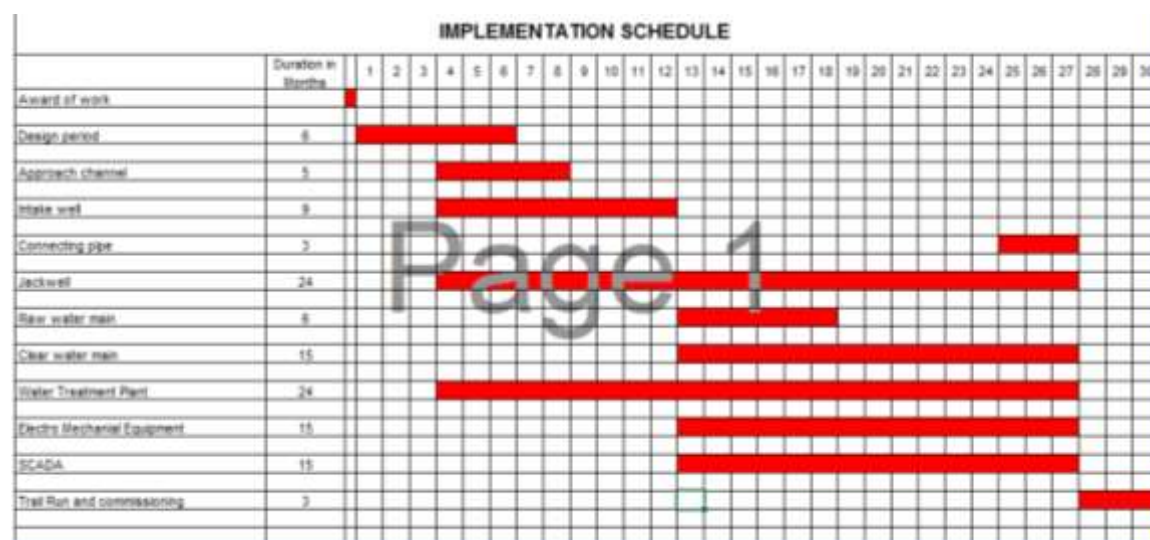 IMPLEMENTATION SCHEDULE
Duration in Months 1 2 3 4 5 6 7 8 9 10 11 12 13 14 15 16 17 18 19 20 21 22 23 24 25 26 27 28 29 30
Award of work
Design period 6
Approach channel 5
Intake well 9
Connecting pipe 3
Page 1
Jackwell 24
Raw water main 6
Clear water main 15
Water Treatment Plant 24
Electro Mechanial Equipment 15
SCADA 15
Trail Run and commissioning 3